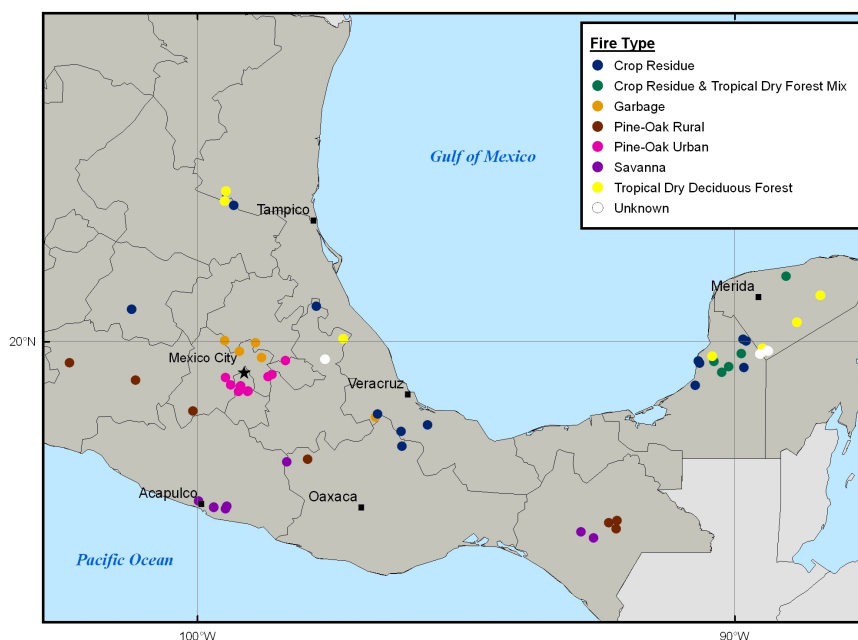 Fire Type
Crop Residue
Crop Residue & Tropical Dry Forest Mix
Garbage
Pine-Oak Rural
Pine-Oak Urban
Savanna
Tropical Dry Deciduous Forest
Unknown
Gulf of Mexico
Tampico
Merida
20°N
Mexico City
Veracruz
Acapulco
Oaxaca
Pacific Ocean
100°W
90°W